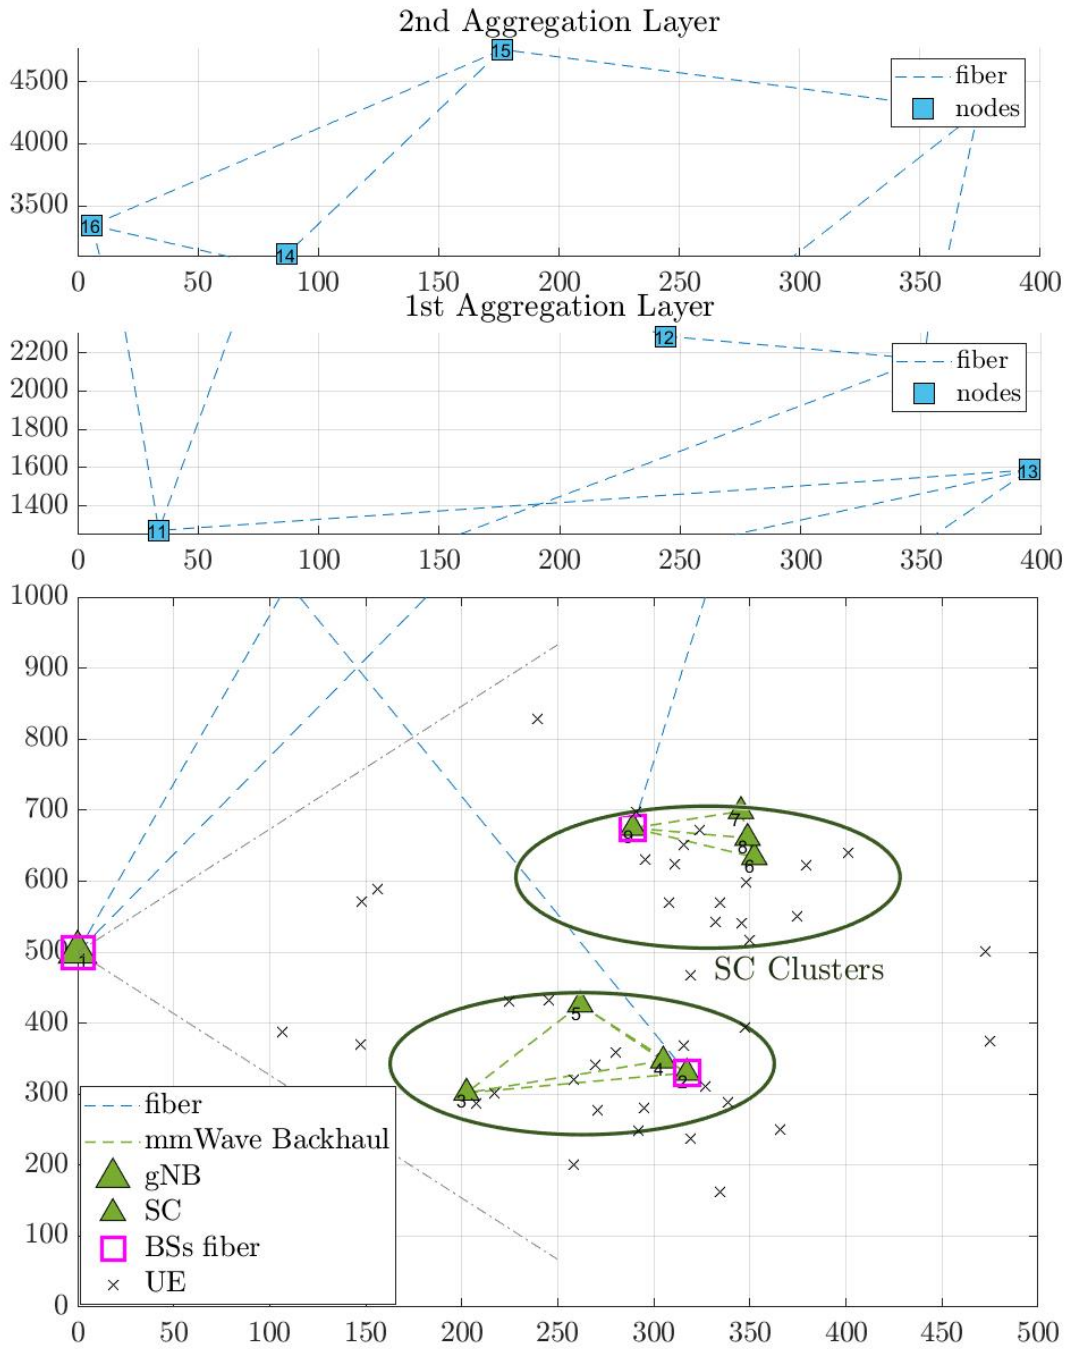 2nd Aggregation Layer
4500
4000
3500
15
16
14
fiber
nodes
0 50 100 150 200 250 300 350 400
1st Aggregation Layer
2200
2000
1800
1600
1400
12
13
11
fiber
nodes
0 50 100 150 200 250 300 350 400
1000
900
800
700
600
500
400
300
200
100
0
7
9
8
6
1
SC Clusters
5
4
2
3
fiber
mmWave Backhaul
gNB
SC
BSs fiber
UE
0 50 100 150 200 250 300 350 400 450 500